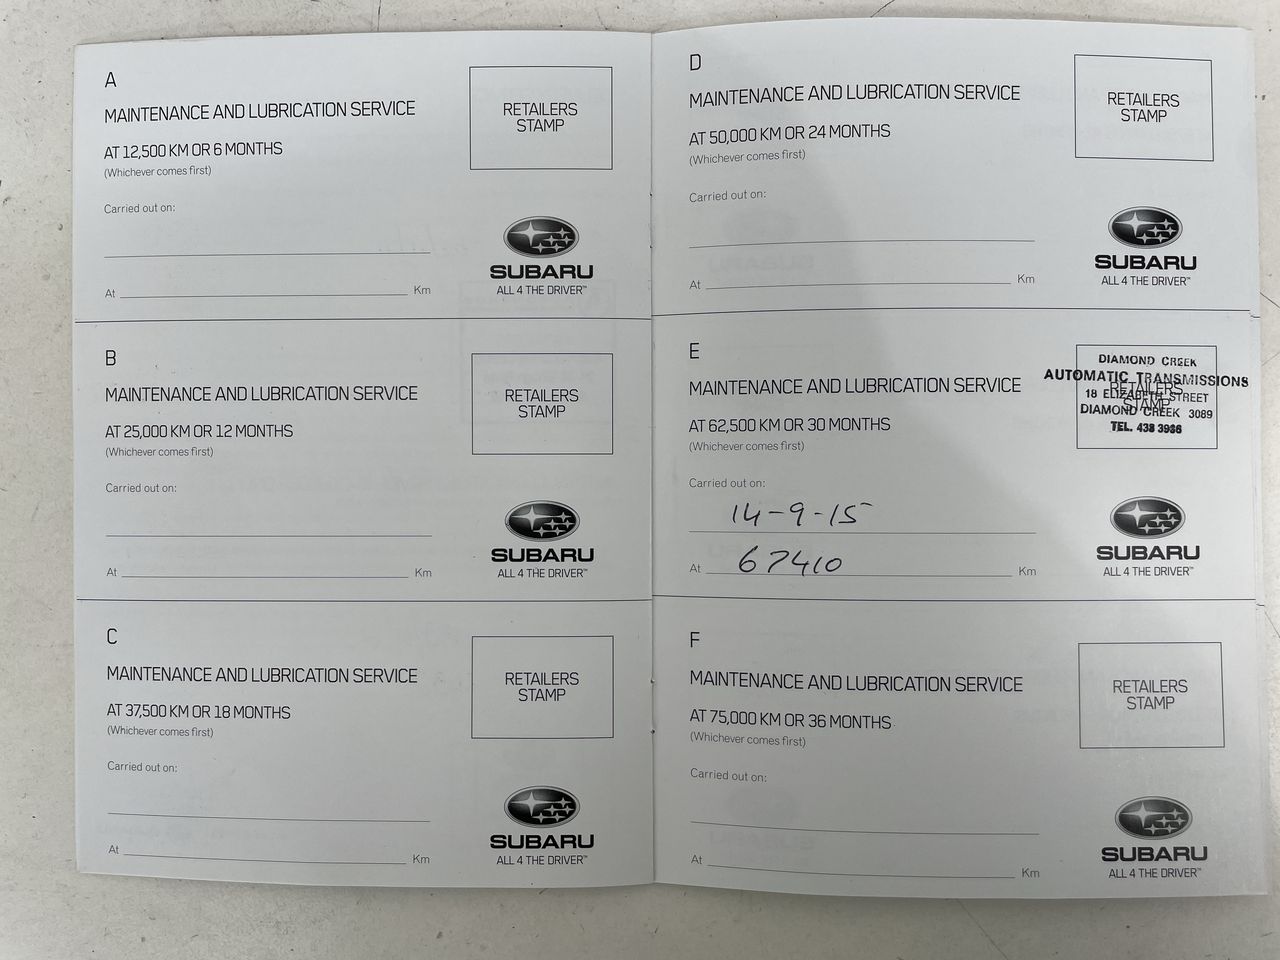 A
MAINTENANCE AND LUBRICATION SERVICE
AT 12,500 KM OR 6 MONTHS
(Whichever comes first)
Carried out on:
At Km
RETAILERS
STAMP
SUBARU
ALL 4 THE DRIVER™
B
MAINTENANCE AND LUBRICATION SERVICE
AT 25,000 KM OR 12 MONTHS
(Whichever comes first)
Carried out on:
At Km
RETAILERS
STAMP
SUBARU
ALL 4 THE DRIVER™
C
MAINTENANCE AND LUBRICATION SERVICE
AT 37,500 KM OR 18 MONTHS
(Whichever comes first)
Carried out on:
At Km
RETAILERS
STAMP
SUBARU
ALL 4 THE DRIVER™
D
MAINTENANCE AND LUBRICATION SERVICE
AT 50,000 KM OR 24 MONTHS
(Whichever comes first)
Carried out on:
At Km
RETAILERS
STAMP
SUBARU
ALL 4 THE DRIVER™
E
MAINTENANCE AND LUBRICATION SERVICE
AT 62,500 KM OR 30 MONTHS
(Whichever comes first)
Carried out on:
14-9-15
At 67410 Km
RETAILERS
STAMP
DIAMOND CREEK
AUTOMATIC TRANSMISSIONS
18 ELIZABETH STREET
DIAMOND CREEK 3089
TEL. 438 3986
SUBARU
ALL 4 THE DRIVER™
F
MAINTENANCE AND LUBRICATION SERVICE
AT 75,000 KM OR 36 MONTHS
(Whichever comes first)
Carried out on:
At Km
RETAILERS
STAMP
SUBARU
ALL 4 THE DRIVER™